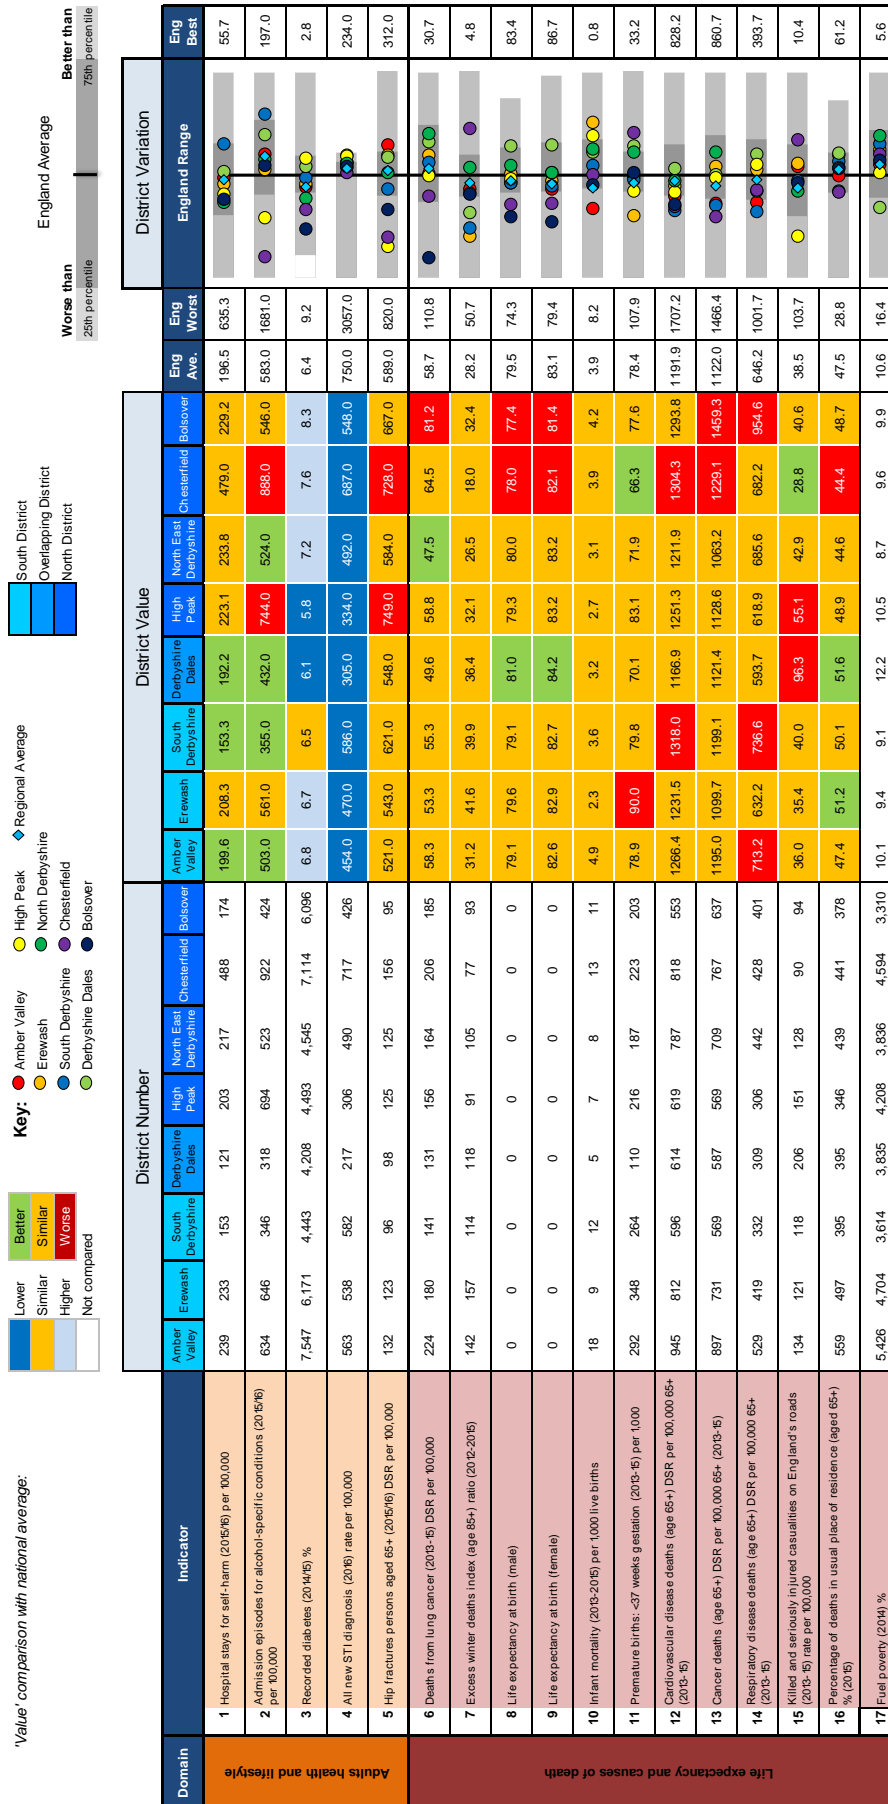 'Value' comparison with national average:
Lower
Similar
Higher
Not compared
Better
Similar
Worse
Key:
Amber Valley
Erewash
South Derbyshire
Derbyshire Dales
High Peak
North Derbyshire
Chesterfield
Bolsover
Regional Average
South District
Overlapping District
North District
England Average
Worse than
25th percentile
Better than
75th percentile
District Number
District Value
District Variation
Domain Indicator Amber Valley Erewash South Derbyshire Derbyshire Dales High Peak North East Derbyshire Chesterfield Bolsover Amber Valley Erewash South Derbyshire Derbyshire Dales High Peak North East Derbyshire Chesterfield Bolsover Eng Ave. Eng Worst England Range Eng Best
Adults health and lifestyle
1 Hospital stays for self-harm (2015/16) per 100,000 239 233 153 121 203 217 488 174 199.6 208.3 153.3 192.2 223.1 233.8 479.0 229.2 196.5 635.3 55.7
2 Admission episodes for alcohol-specific conditions (2015/16) per 100,000 634 646 346 318 694 523 922 424 503.0 561.0 355.0 432.0 744.0 524.0 888.0 546.0 583.0 1681.0 197.0
3 Recorded diabetes (2014/15) % 7,547 6,171 4,443 4,208 4,493 4,545 7,114 6,096 6.8 6.7 6.5 6.1 5.8 7.2 7.6 8.3 6.4 9.2 2.8
4 All new STI diagnosis (2016) rate per 100,000 563 538 582 217 306 490 717 426 454.0 470.0 586.0 305.0 334.0 492.0 687.0 548.0 750.0 3057.0 234.0
5 Hip fractures persons aged 65+ (2015/16) DSR per 100,000 132 123 96 98 125 125 156 95 521.0 543.0 621.0 548.0 749.0 584.0 728.0 667.0 589.0 820.0 312.0
Life expectancy and causes of death
6 Deaths from lung cancer (2013-15) DSR per 100,000 224 180 141 131 156 164 206 185 58.3 53.3 55.3 49.6 58.8 47.5 64.5 81.2 58.7 110.8 30.7
7 Excess winter deaths index (age 85+) ratio (2012-2015) 142 157 114 118 91 105 77 93 31.2 41.6 39.9 36.4 32.1 26.5 18.0 32.4 28.2 50.7 4.8
8 Life expectancy at birth (male) 0 0 0 0 0 0 0 0 79.1 79.6 79.1 81.0 79.3 80.0 78.0 77.4 79.5 74.3 83.4
9 Life expectancy at birth (female) 0 0 0 0 0 0 0 0 82.6 82.9 82.7 84.2 83.2 83.2 82.1 81.4 83.1 79.4 86.7
10 Infant mortality (2013-2015) per 1,000 live births 18 9 12 5 7 8 13 11 4.9 2.3 3.6 3.2 2.7 3.1 3.9 4.2 3.9 8.2 0.8
11 Premature births: <37 weeks gestation (2013-15) per 1,000 292 348 264 110 216 187 223 203 78.9 90.0 79.8 70.1 83.1 71.9 66.3 77.6 78.4 107.9 33.2
12 Cardiovascular disease deaths (age 65+) DSR per 100,000 65+ (2013-15) 945 812 596 614 619 787 818 553 1266.4 1231.5 1318.0 1166.9 1251.3 1211.9 1304.3 1293.8 1191.9 1707.2 828.2
13 Cancer deaths (age 65+) DSR per 100,000 65+ (2013-15) 897 731 569 587 569 709 767 637 1195.0 1099.7 1199.1 1121.4 1128.6 1063.2 1229.1 1459.3 1122.0 1466.4 860.7
14 Respiratory disease deaths (age 65+) DSR per 100,000 65+ (2013-15) 529 419 332 309 306 442 428 401 713.2 632.2 736.6 593.7 618.9 685.6 682.2 954.6 646.2 1001.7 393.7
15 Killed and seriously injured casualities on England's roads (2013-15) rate per 100,000 134 121 118 206 151 128 90 94 36.0 35.4 40.0 96.3 55.1 42.9 28.8 40.6 38.5 103.7 10.4
16 Percentage of deaths in usual place of residence (aged 65+) % (2015) 559 497 395 395 346 439 441 378 47.4 51.2 50.1 51.6 48.9 44.6 44.4 48.7 47.5 28.8 61.2
17 Fuel poverty (2014) % 5,426 4,704 3,614 3,835 4,208 3,836 4,594 3,310 10.1 9.4 9.1 12.2 10.5 8.7 9.6 9.9 10.6 16.4 5.6